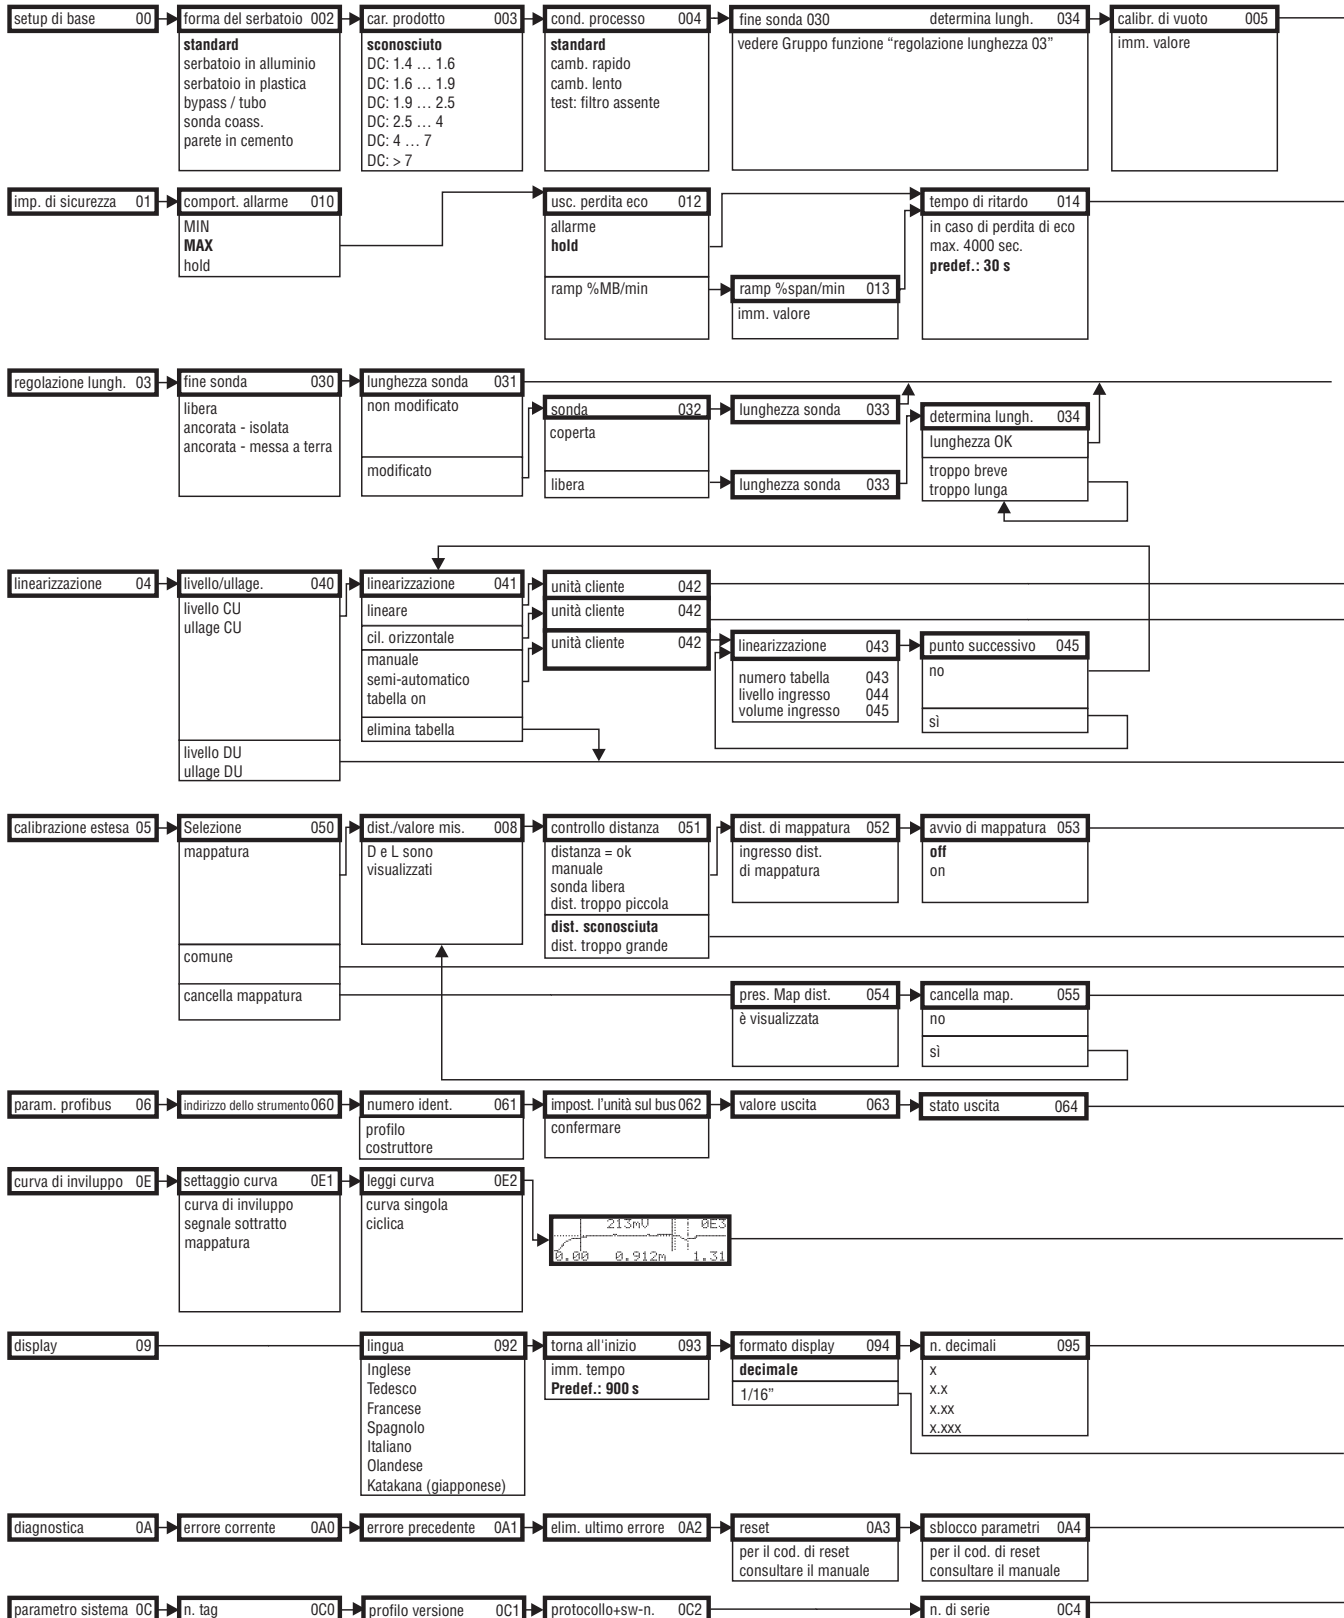 setup di base 00
forma del serbatoio 002
standard
serbatoio in alluminio
serbatoio in plastica
bypass / tubo
sonda coass.
parete in cemento
car. prodotto 003
sconosciuto
DC: 1.4 … 1.6
DC: 1.6 … 1.9
DC: 1.9 … 2.5
DC: 2.5 … 4
DC: 4 … 7
DC: > 7
cond. processo 004
standard
camb. rapido
camb. lento
test: filtro assente
fine sonda 030 determina lungh. 034
vedere Gruppo funzione “regolazione lunghezza 03”
calibr. di vuoto 005
imm. valore
imp. di sicurezza 01
comport. allarme 010
MIN
MAX
hold
usc. perdita eco 012
allarme
hold
ramp %MB/min
ramp %span/min 013
imm. valore
tempo di ritardo 014
in caso di perdita di eco
max. 4000 sec.
predef.: 30 s
regolazione lungh. 03
fine sonda 030
libera
ancorata - isolata
ancorata - messa a terra
lunghezza sonda 031
non modificato
modificato
sonda 032
coperta
libera
lunghezza sonda 033
lunghezza sonda 033
determina lungh. 034
lunghezza OK
troppo breve
troppo lunga
linearizzazione 04
livello/ullage. 040
livello CU
ullage CU
livello DU
ullage DU
linearizzazione 041
lineare
cil. orizzontale
manuale
semi-automatico
tabella on
elimina tabella
unità cliente 042
unità cliente 042
unità cliente 042
linearizzazione 043
numero tabella 043
livello ingresso 044
volume ingresso 045
punto successivo 045
no
sì
calibrazione estesa 05
Selezione 050
mappatura
comune
cancella mappatura
dist./valore mis. 008
D e L sono
visualizzati
controllo distanza 051
distanza = ok
manuale
sonda libera
dist. troppo piccola
dist. sconosciuta
dist. troppo grande
dist. di mappatura 052
ingresso dist.
di mappatura
avvio di mappatura 053
off
on
pres. Map dist. 054
è visualizzata
cancella map. 055
no
sì
param. profibus 06
indirizzo dello strumento 060
numero ident. 061
profilo
costruttore
impost. l'unità sul bus 062
confermare
valore uscita 063
stato uscita 064
curva di inviluppo 0E
settaggio curva 0E1
curva di inviluppo
segnale sottratto
mappatura
leggi curva 0E2
curva singola
ciclica
213mV 0E3
0.00 0.912m 1.31
display 09
lingua 092
Inglese
Tedesco
Francese
Spagnolo
Italiano
Olandese
Katakana (giapponese)
torna all'inizio 093
imm. tempo
Predef.: 900 s
formato display 094
decimale
1/16”
n. decimali 095
x
x.x
x.xx
x.xxx
diagnostica 0A
errore corrente 0A0
errore precedente 0A1
elim. ultimo errore 0A2
reset 0A3
per il cod. di reset
consultare il manuale
sblocco parametri 0A4
per il cod. di reset
consultare il manuale
parametro sistema 0C
n. tag 0C0
profilo versione 0C1
protocollo+sw-n. 0C2
n. di serie 0C4